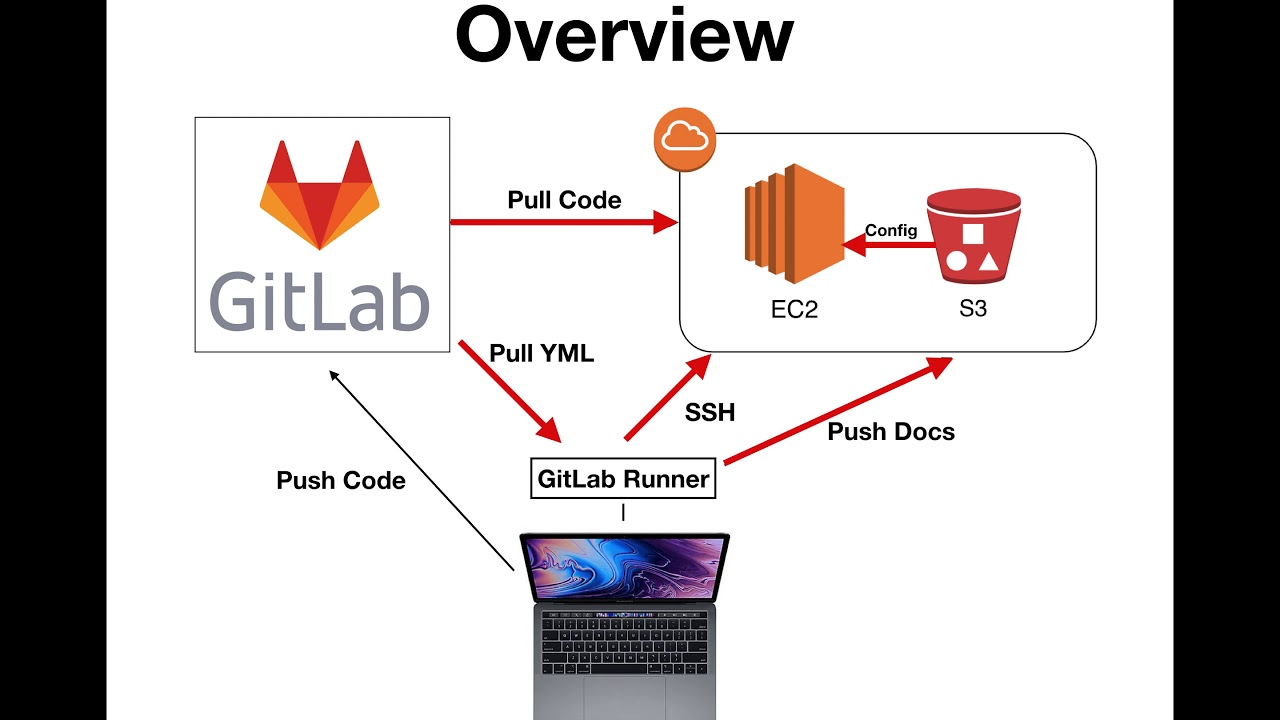 Overview
Pull Code
Config
GitLab
EC2
S3
Pull YML
SSH
Push Docs
Push Code
GitLab Runner